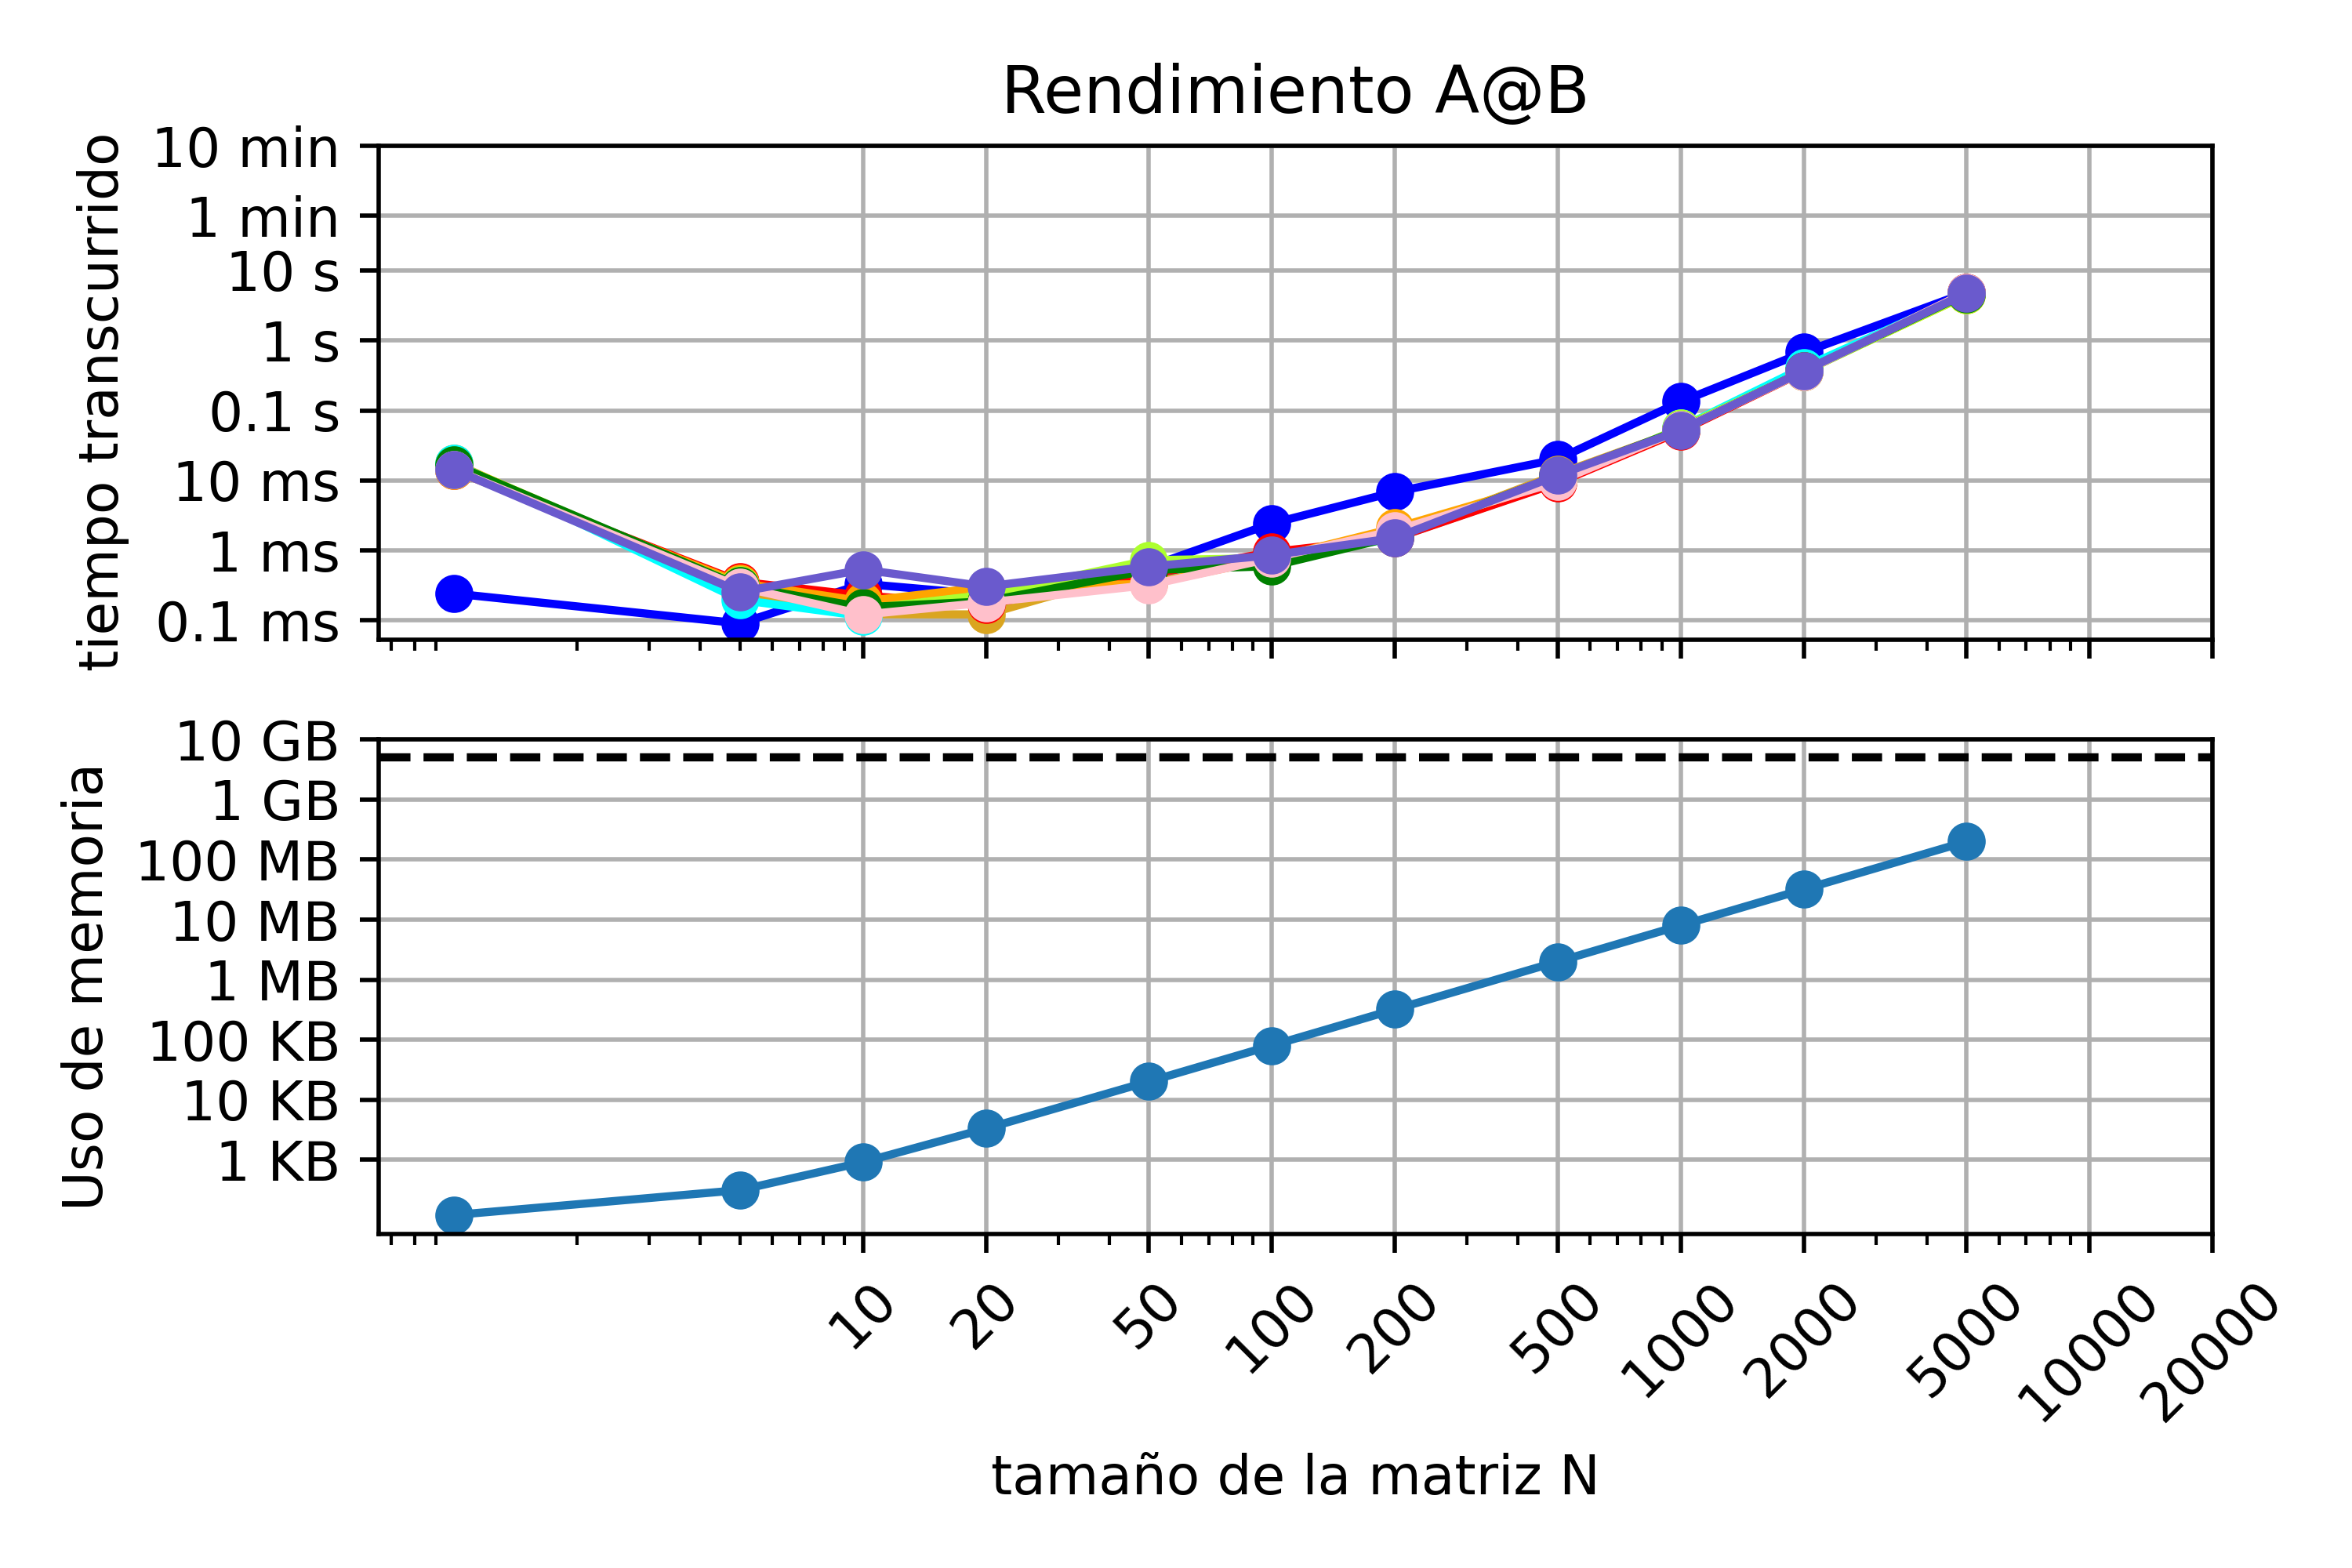 Rendimiento A@B
tiempo transcurrido
10 min
1 min
10 s
1 s
0.1 s
10 ms
1 ms
0.1 ms
Uso de memoria
10 GB
1 GB
100 MB
10 MB
1 MB
100 KB
10 KB
1 KB
10
20
50
100
200
500
1000
2000
5000
10000
20000
tamaño de la matriz N